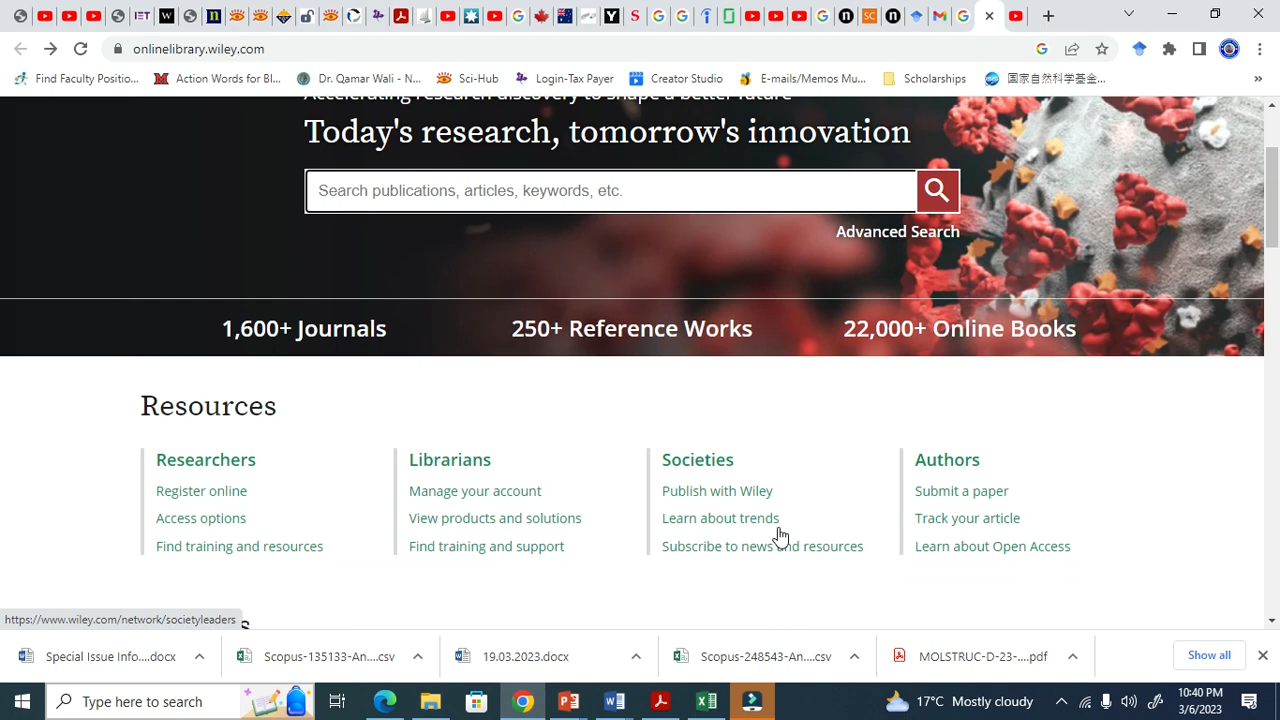 onlinelibrary.wiley.com
Find Faculty Positio...
Action Words for Bl...
Dr. Qamar Wali - N...
Sci-Hub
Login-Tax Payer
Creator Studio
E-mails/Memos Mu...
Scholarships
国家自然科学基金...
Accelerating research discovery to shape a better future
Today's research, tomorrow's innovation
Search publications, articles, keywords, etc.
Advanced Search
1,600+ Journals
250+ Reference Works
22,000+ Online Books
Resources
Researchers
Register online
Access options
Find training and resources
Librarians
Manage your account
View products and solutions
Find training and support
Societies
Publish with Wiley
Learn about trends
Subscribe to news and resources
Authors
Submit a paper
Track your article
Learn about Open Access
https://www.wiley.com/network/societyleaders
Special Issue Info....docx
Scopus-135133-An....csv
19.03.2023.docx
Scopus-248543-An....csv
MOLSTRUC-D-23-....pdf
Show all
Type here to search
17°C Mostly cloudy
10:40 PM
3/6/2023